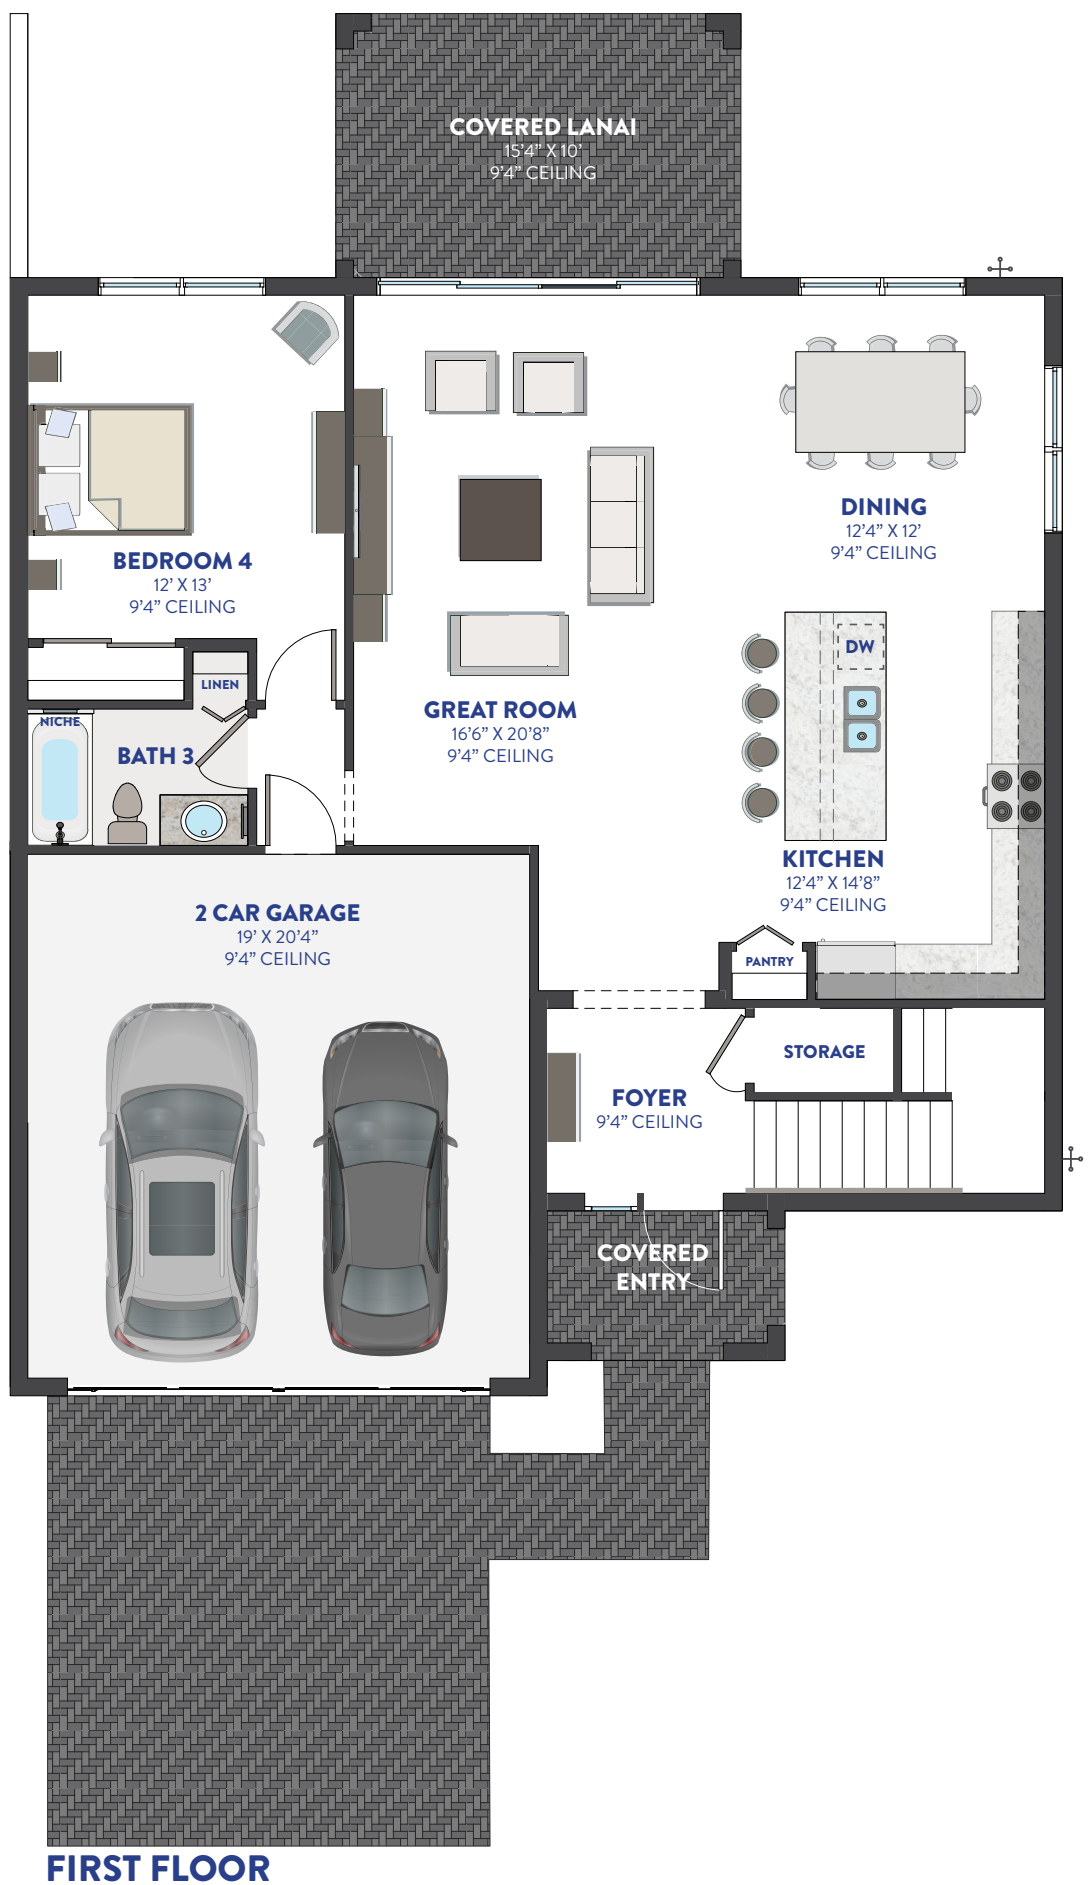 COVERED LANAI
15’4” X 10’
9’4” CEILING
DINING
12’4” X 12’
9’4” CEILING
BEDROOM 4
12’ X 13’
9’4” CEILING
DW
LINEN
GREAT ROOM
16’6” X 20’8”
9’4” CEILING
NICHE
BATH 3
KITCHEN
12’4” X 14’8”
9’4” CEILING
2 CAR GARAGE
19’ X 20’4”
9’4” CEILING
PANTRY
STORAGE
FOYER
9’4” CEILING
COVERED
ENTRY
FIRST FLOOR